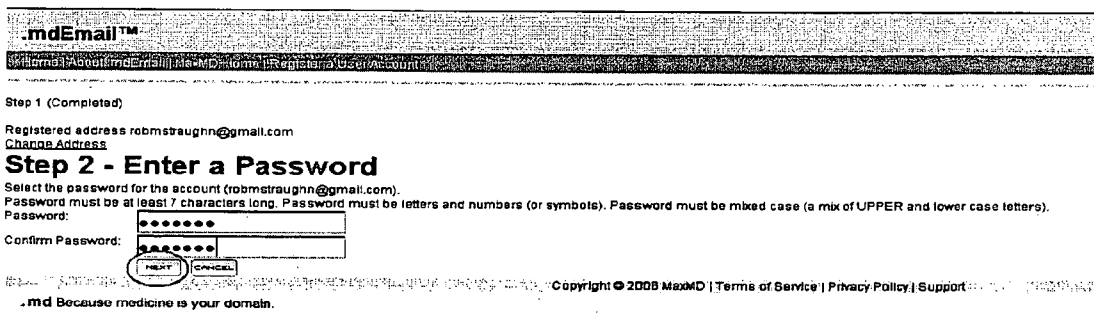 .mdEmail™
Home | About mdEmail | MaxMD Home | Register a User Account
Step 1 (Completed)
Registered address robmstraughn@gmail.com
Change Address
Step 2 - Enter a Password
Select the password for the account (robmstraughn@gmail.com).
Password must be at least 7 characters long. Password must be letters and numbers (or symbols). Password must be mixed case (a mix of UPPER and lower case letters).
Password:
Confirm Password:
NEXT CANCEL
Copyright © 2006 MaxMD | Terms of Service | Privacy Policy | Support
.md Because medicine is your domain.